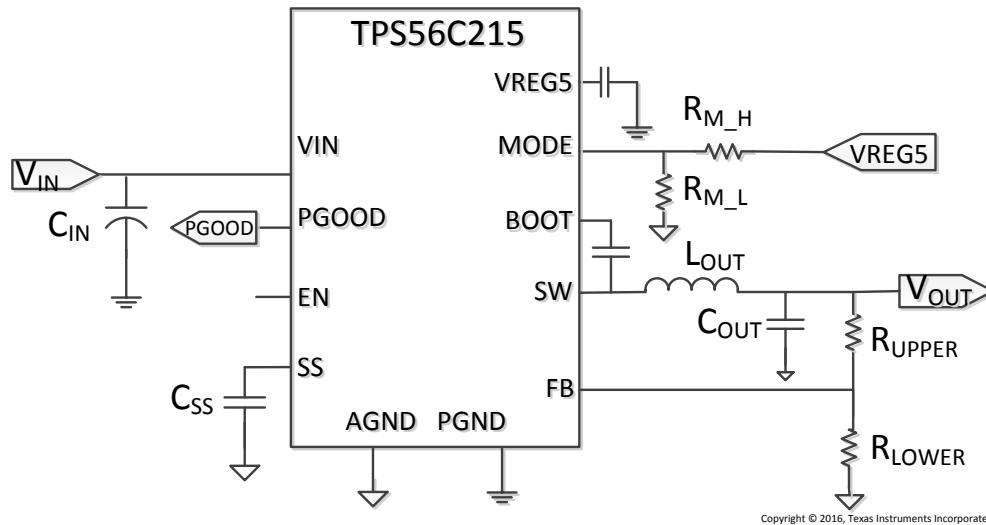 TPS56C215
VREG5
R_M_H
VIN
MODE
VREG5
V_IN
R_M_L
C_IN
PGOOD
PGOOD
BOOT
L_OUT
EN
SW
V_OUT
C_OUT
R_UPPER
SS
FB
C_SS
AGND
PGND
R_LOWER
Copyright © 2016, Texas Instruments Incorporate